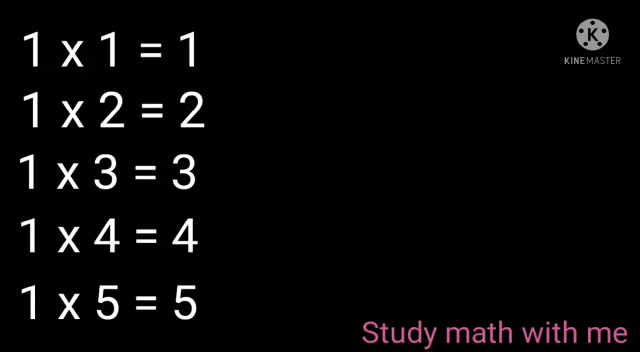 1 x 1 = 1
1 x 2 = 2
1 x 3 = 3
1 x 4 = 4
1 x 5 = 5
K
KINEMASTER
Study math with me